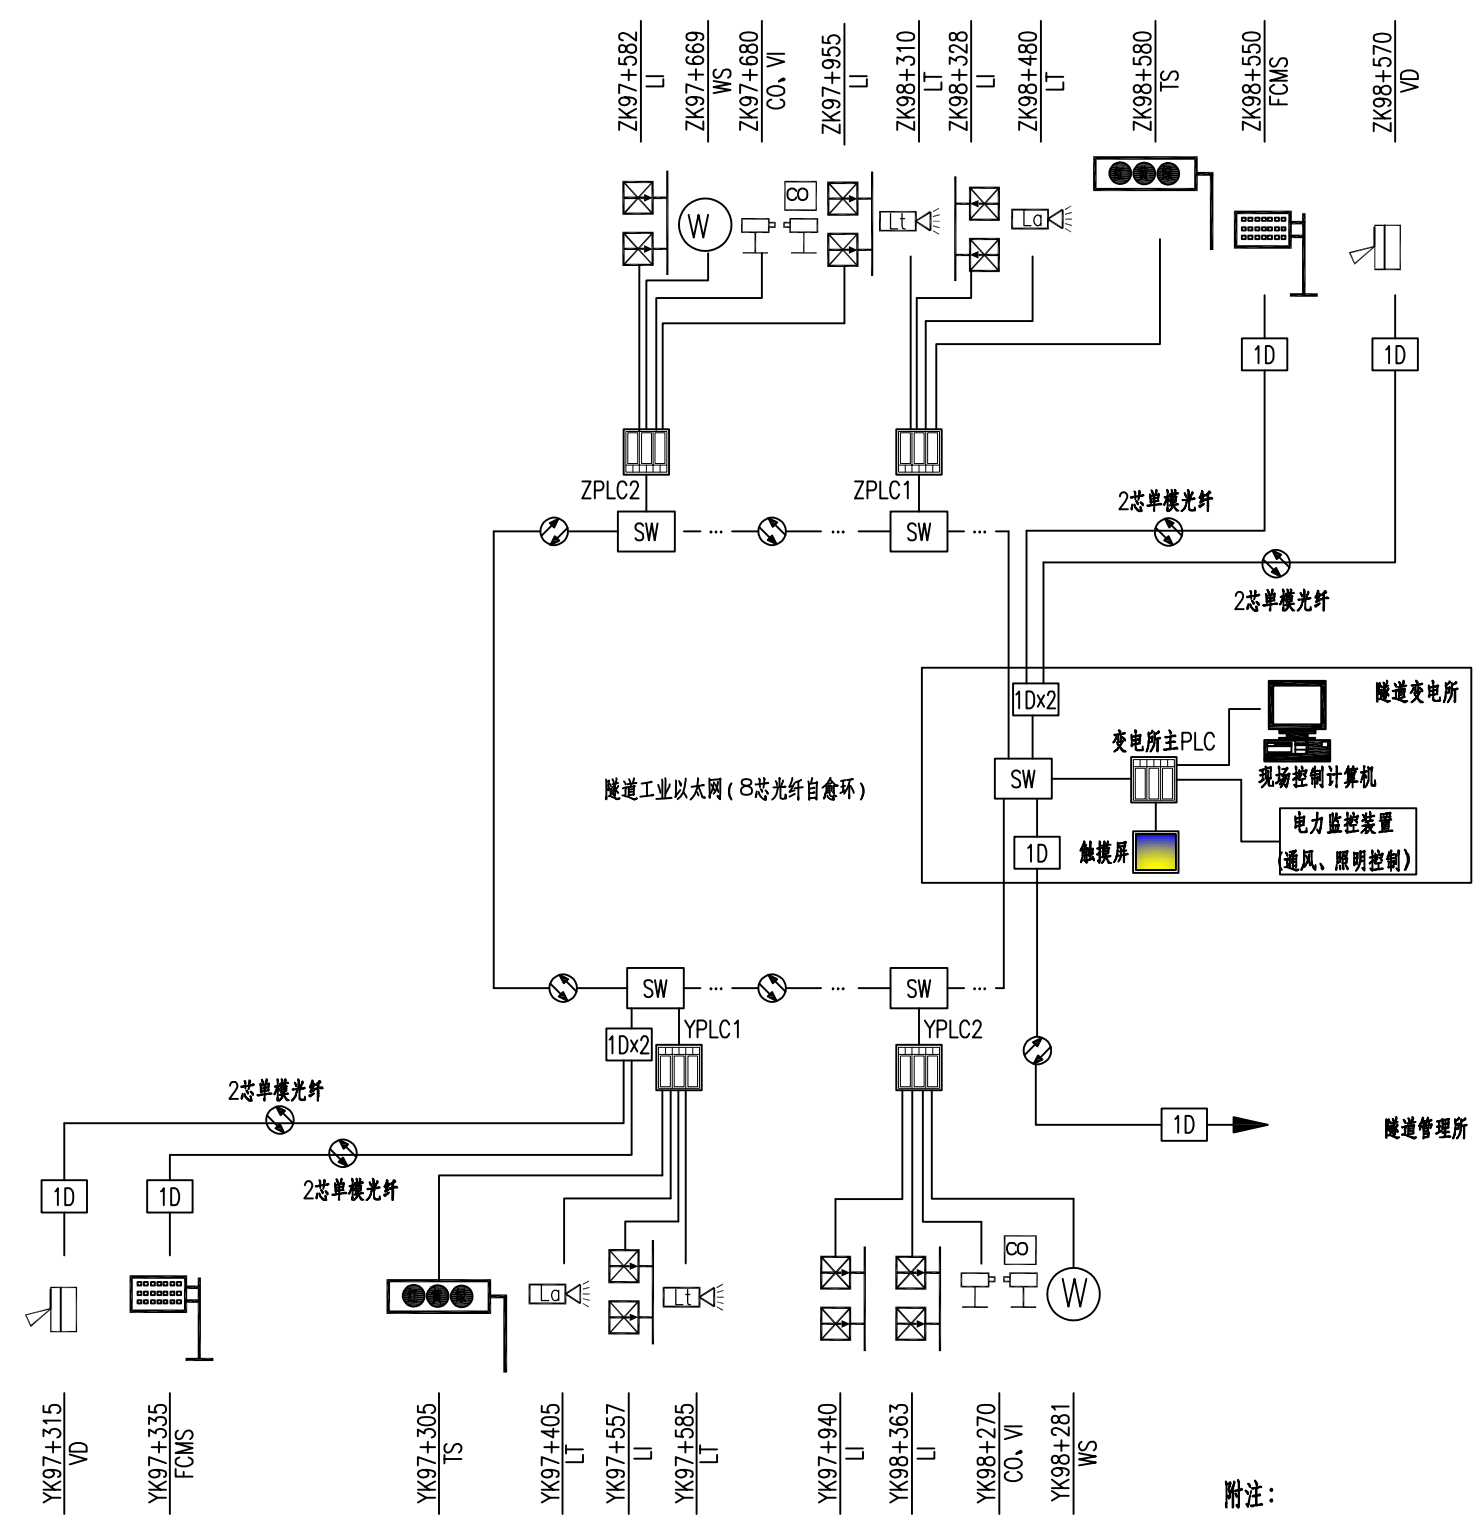 ZK97+582
LI
ZK97+669
WS
ZK97+680
CO、VI
ZK97+955
LI
ZK98+310
LT
ZK98+328
LI
ZK98+480
LT
ZK98+580
TS
ZK98+550
FCMS
ZK98+570
VD
W
CO
Lt
La
1D
1D
ZPLC2
ZPLC1
2芯单模光纤
SW
...
...
SW
...
2芯单模光纤
隧道变电所
1Dx2
变电所主PLC
SW
现场控制计算机
隧道工业以太网(8芯光纤自愈环)
电力监控装置
(通风、照明控制)
1D
触摸屏
SW
...
...
SW
...
YPLC1
YPLC2
1Dx2
2芯单模光纤
1D
隧道管理所
2芯单模光纤
1D
1D
La
Lt
CO
W
YK97+315
VD
YK97+335
FCMS
YK97+305
TS
YK97+405
LT
YK97+557
LI
YK97+585
LT
YK97+940
LI
YK98+363
LI
YK98+270
CO、VI
YK98+281
WS
附注: